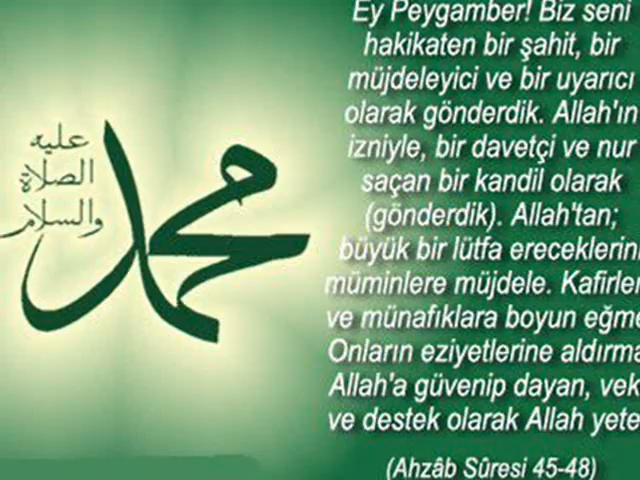 محمد
عليه
الصلاة
والسلام
Ey Peygamber! Biz seni
hakikaten bir şahit, bir
müjdeleyici ve bir uyarıcı
olarak gönderdik. Allah'ın
izniyle, bir davetçi ve nur
saçan bir kandil olarak
(gönderdik). Allah'tan;
büyük bir lütfa ereceklerini
müminlere müjdele. Kafirler
ve münafıklara boyun eğme
Onların eziyetlerine aldırma
Allah'a güvenip dayan, vek
ve destek olarak Allah yete
(Ahzâb Sûresi 45-48)